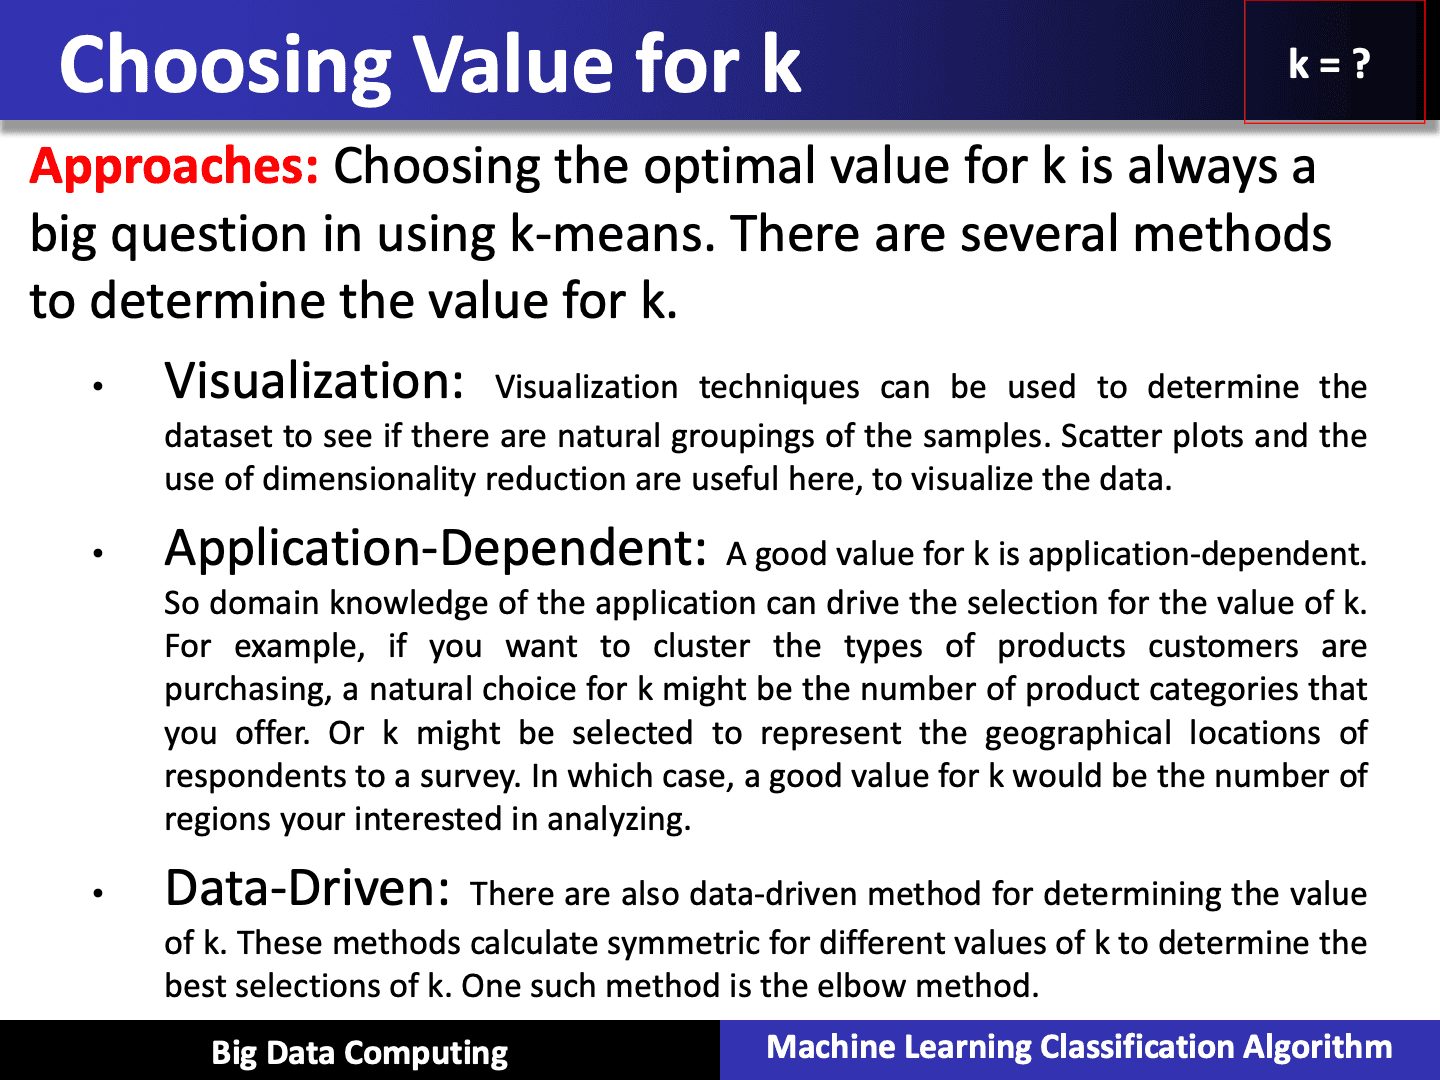 Choosing Value for k
k = ?
Approaches: Choosing the optimal value for k is always a
big question in using k-means. There are several methods
to determine the value for k.
• Visualization: Visualization techniques can be used to determine the
dataset to see if there are natural groupings of the samples. Scatter plots and the
use of dimensionality reduction are useful here, to visualize the data.
• Application-Dependent: A good value for k is application-dependent.
So domain knowledge of the application can drive the selection for the value of k.
For example, if you want to cluster the types of products customers are
purchasing, a natural choice for k might be the number of product categories that
you offer. Or k might be selected to represent the geographical locations of
respondents to a survey. In which case, a good value for k would be the number of
regions your interested in analyzing.
• Data-Driven: There are also data-driven method for determining the value
of k. These methods calculate symmetric for different values of k to determine the
best selections of k. One such method is the elbow method.
Big Data Computing
Machine Learning Classification Algorithm